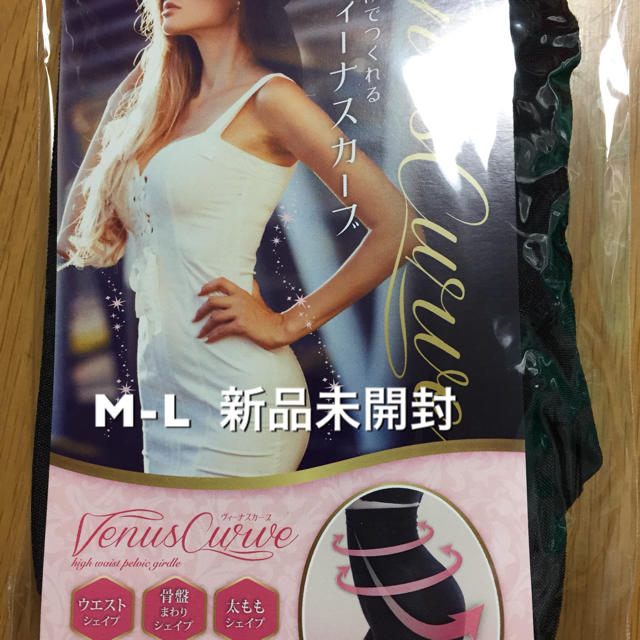 でつくれる
ィーナスカーブ
usCurve
M-L 新品未開封
ヴィーナスカーブ
VenusCurve
high waist pelvic girdle
ウエスト
シェイプ
骨盤
まわり
シェイプ
太もも
シェイプ